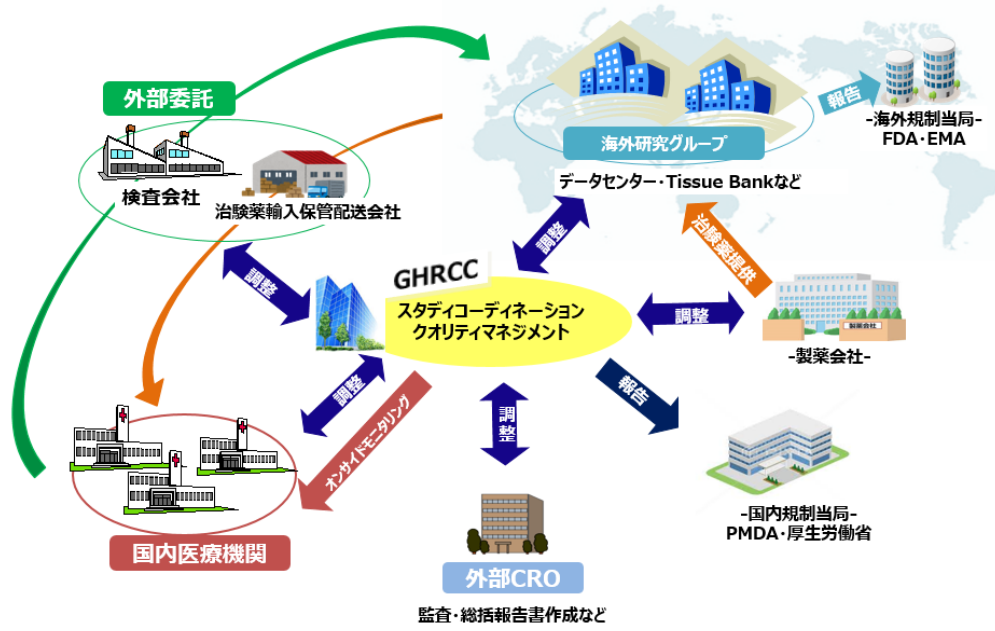 外部委託
検査会社
治験薬輸入保管配送会社
海外研究グループ
データセンター・Tissue Bankなど
報告
-海外規制当局-
FDA・EMA
調整
調整
治験薬提供
GHRCC
スタディコーディネーション
クオリティマネジメント
調整
製薬会社
-製薬会社-
調整
オンサイドモニタリング
調整
報告
国内医療機関
外部CRO
監査・総括報告書作成など
-国内規制当局-
PMDA・厚生労働省